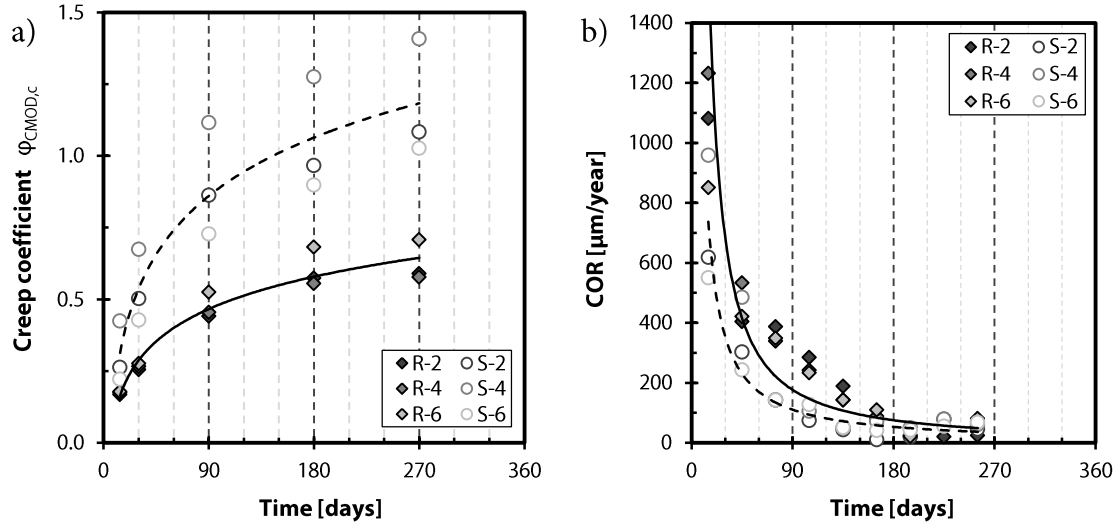 a)
Creep coefficient φCMOD,c
1.5
1.0
0.5
0.0
0 90 180 270 360
Time [days]
R-2 S-2
R-4 S-4
R-6 S-6
b)
COR [µm/year]
1400
1200
1000
800
600
400
200
0
0 90 180 270 360
Time [days]
R-2 S-2
R-4 S-4
R-6 S-6